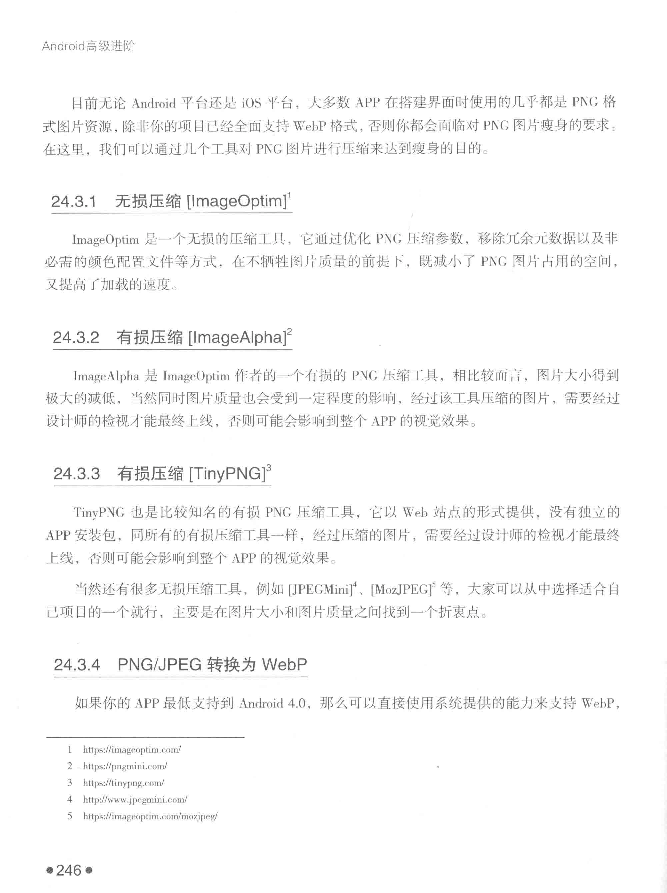 Android高级进阶
目前无论 Android 平台还是 iOS 平台，大多数 APP 在搭建界面时使用的几乎都是 PNG 格
式图片资源，除非你的项目已经全面支持 WebP 格式，否则你都会面临对 PNG 图片瘦身的要求。
在这里，我们可以通过几个工具对 PNG 图片进行压缩来达到瘦身的目的。
24.3.1 无损压缩 [ImageOptim]1
ImageOptim 是一个无损的压缩工具，它通过优化 PNG 压缩参数，移除冗余元数据以及非
必需的颜色配置文件等方式，在不牺牲图片质量的前提下，既减小了 PNG 图片占用的空间，
又提高了加载的速度。
24.3.2 有损压缩 [ImageAlpha]2
ImageAlpha 是 ImageOptim 作者的一个有损的 PNG 压缩工具，相比较而言，图片大小得到
极大的减低，当然同时图片质量也会受到一定程度的影响，经过该工具压缩的图片，需要经过
设计师的检视才能最终上线，否则可能会影响到整个 APP 的视觉效果。
24.3.3 有损压缩 [TinyPNG]3
TinyPNG 也是比较知名的有损 PNG 压缩工具，它以 Web 站点的形式提供，没有独立的
APP 安装包，同所有的有损压缩工具一样，经过压缩的图片，需要经过设计师的检视才能最终
上线，否则可能会影响到整个 APP 的视觉效果。
当然还有很多无损压缩工具，例如 [JPEGMini]4、[MozJPEG]5 等，大家可以从中选择适合自
己项目的一个就行，主要是在图片大小和图片质量之间找到一个折衷点。
24.3.4 PNG/JPEG 转换为 WebP
如果你的 APP 最低支持到 Android 4.0，那么可以直接使用系统提供的能力来支持 WebP，
1 https://imageoptim.com/
2 https://pngmini.com/
3 https://tinypng.com/
4 http://www.jpegmini.com/
5 https://imageoptim.com/mozjpeg/
●246●